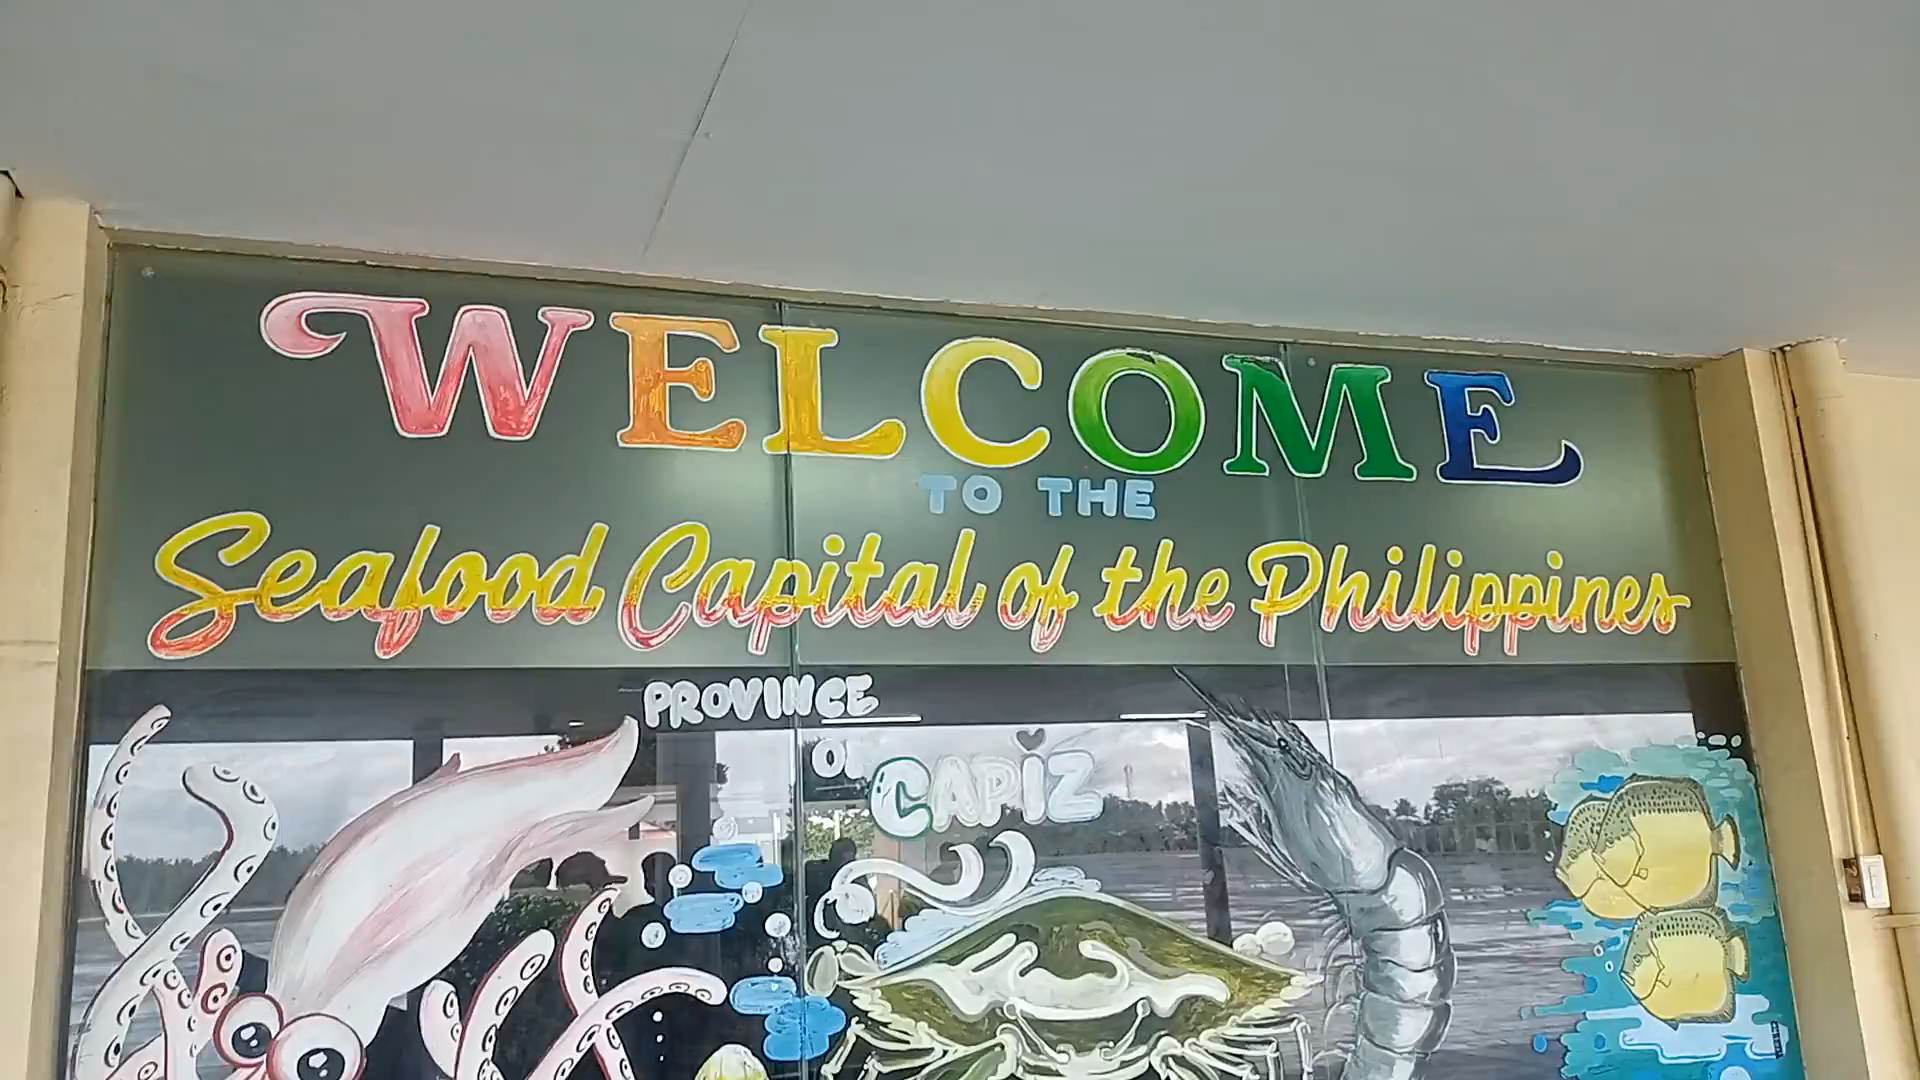 WELCOME
TO THE
Seafood Capital of the Philippines
PROVINCE
OF
CAPIZ